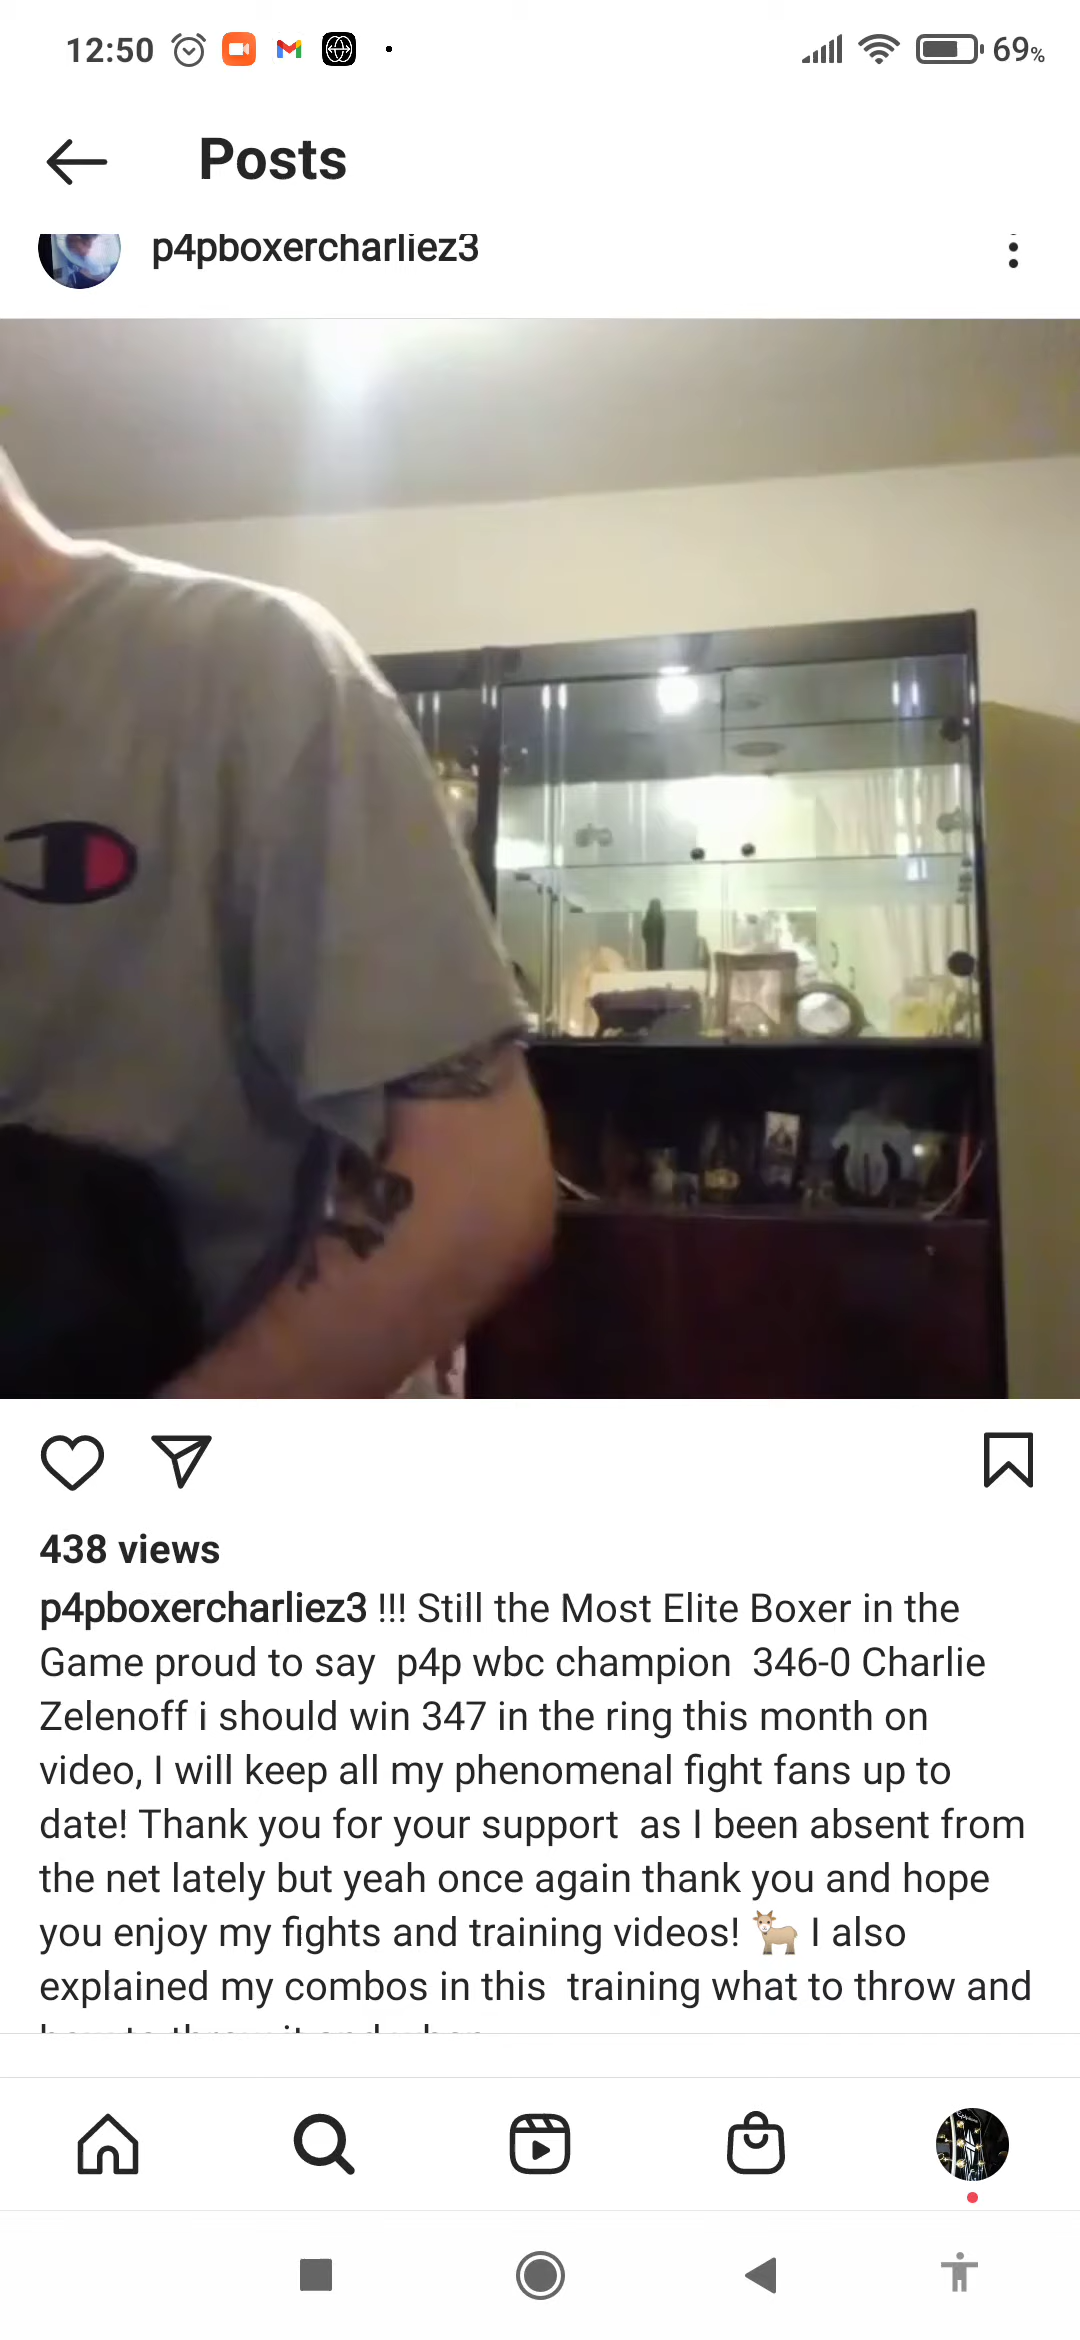 12:50
69%
Posts
p4pboxercharliez3
438 views
p4pboxercharliez3 !!! Still the Most Elite Boxer in the
Game proud to say  p4p wbc champion  346-0 Charlie
Zelenoff i should win 347 in the ring this month on
video, I will keep all my phenomenal fight fans up to
date! Thank you for your support  as I been absent from
the net lately but yeah once again thank you and hope
you enjoy my fights and training videos! 🐐 I also
explained my combos in this  training what to throw and